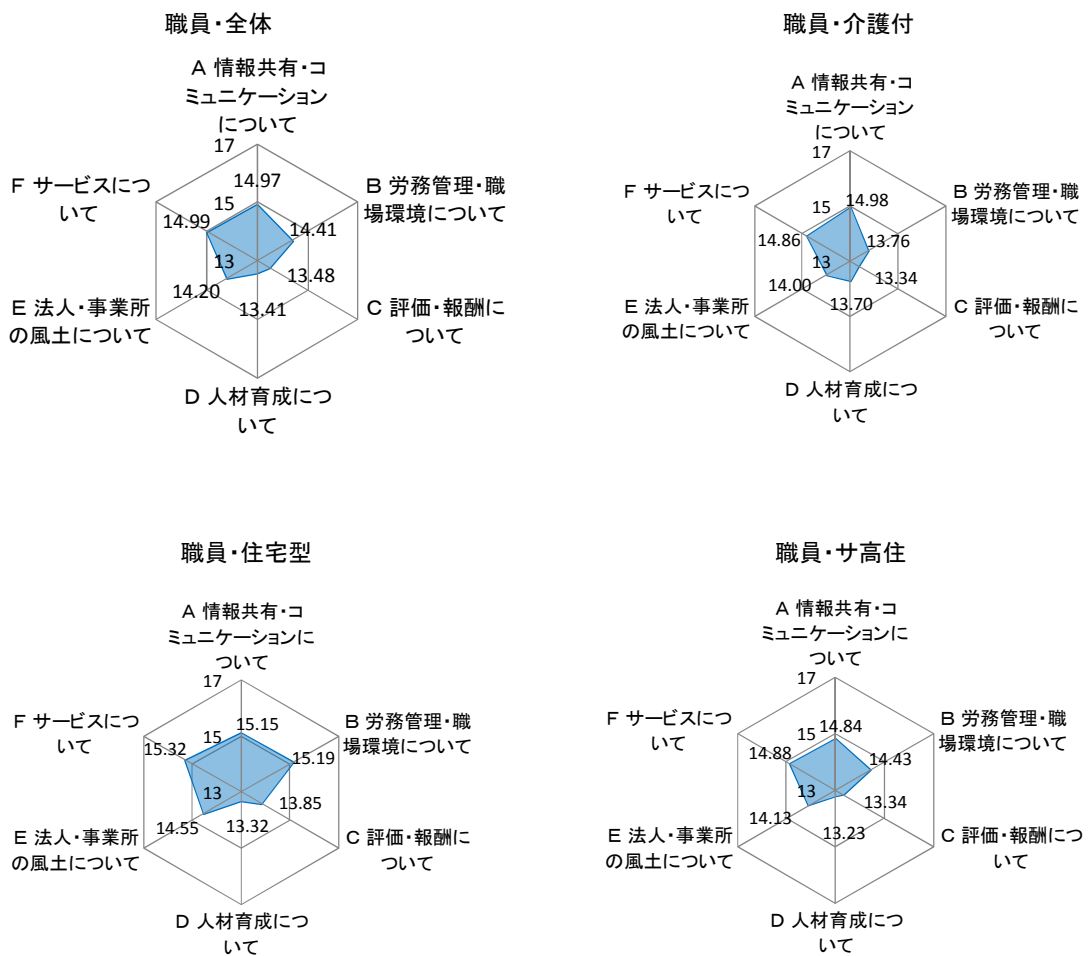 職員・全体
A 情報共有・コ
ミュニケーション
について
17
14.97
15
F サービスにつ
いて
B 労務管理・職
場環境について
14.99
14.41
13
13.48
14.20
13.41
E 法人・事業所
の風土について
C 評価・報酬に
ついて
D 人材育成につ
いて
職員・介護付
A 情報共有・コ
ミュニケーション
について
17
14.98
15
F サービスにつ
いて
B 労務管理・職
場環境について
14.86
13.76
13
13.34
14.00
13.70
E 法人・事業所
の風土について
C 評価・報酬に
ついて
D 人材育成につ
いて
職員・住宅型
A 情報共有・コ
ミュニケーションに
ついて
17
15.15
15
F サービスにつ
いて
B 労務管理・職
場環境について
15.32
15.19
13
13.85
14.55
13.32
E 法人・事業所
の風土について
C 評価・報酬に
ついて
D 人材育成につ
いて
職員・サ高住
A 情報共有・コ
ミュニケーションに
ついて
17
14.84
15
F サービスにつ
いて
B 労務管理・職
場環境について
14.88
14.43
13
13.34
14.13
13.23
E 法人・事業所
の風土について
C 評価・報酬につ
いて
D 人材育成につ
いて